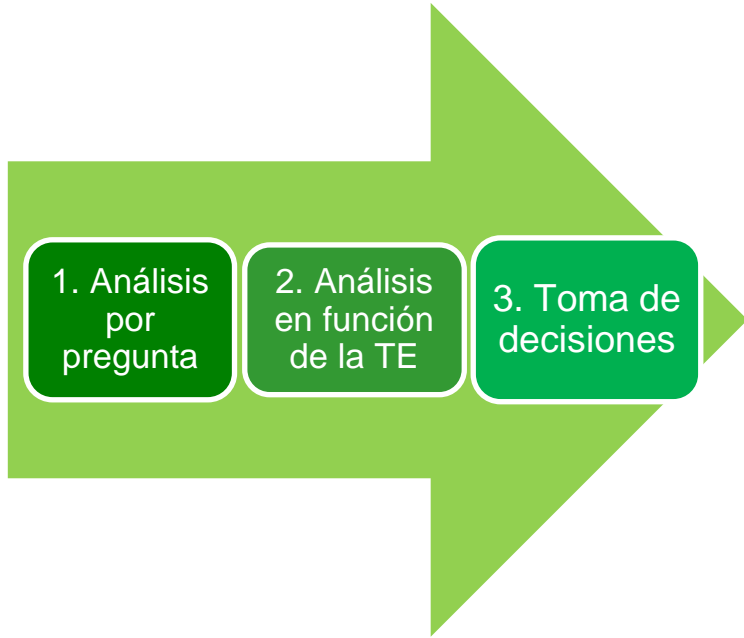 1. Análisis
por
pregunta
2. Análisis
en función
de la TE
3. Toma de
decisiones